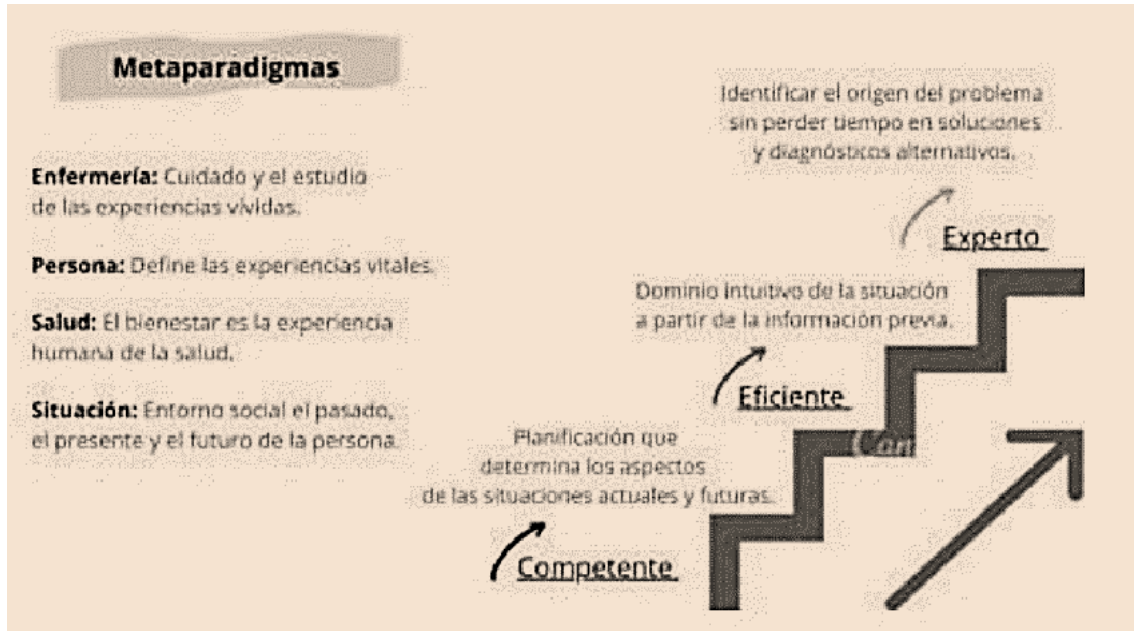 Metaparadigmas
Enfermería: Cuidado y el estudio
de las experiencias vividas.
Persona: Define las experiencias vitales.
Salud: El bienestar es la experiencia
humana de la salud.
Situación: Entorno social el pasado,
el presente y el futuro de la persona.
Identificar el origen del problema
sin perder tiempo en soluciones
y diagnósticos alternativos.
Experto
Dominio intuitivo de la situación
a partir de la información previa.
Eficiente
Planificación que
determina los aspectos
de las situaciones actuales y futuras.
Competente